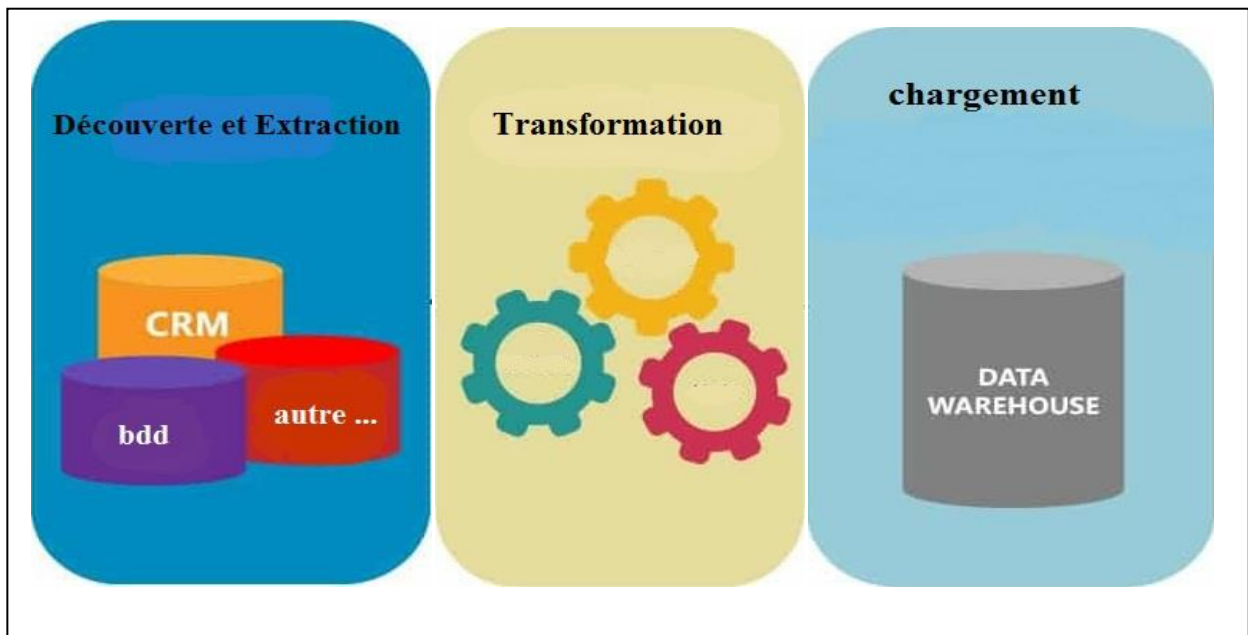 Découverte et Extraction
CRM
bdd
autre ...
Transformation
chargement
DATA
WAREHOUSE